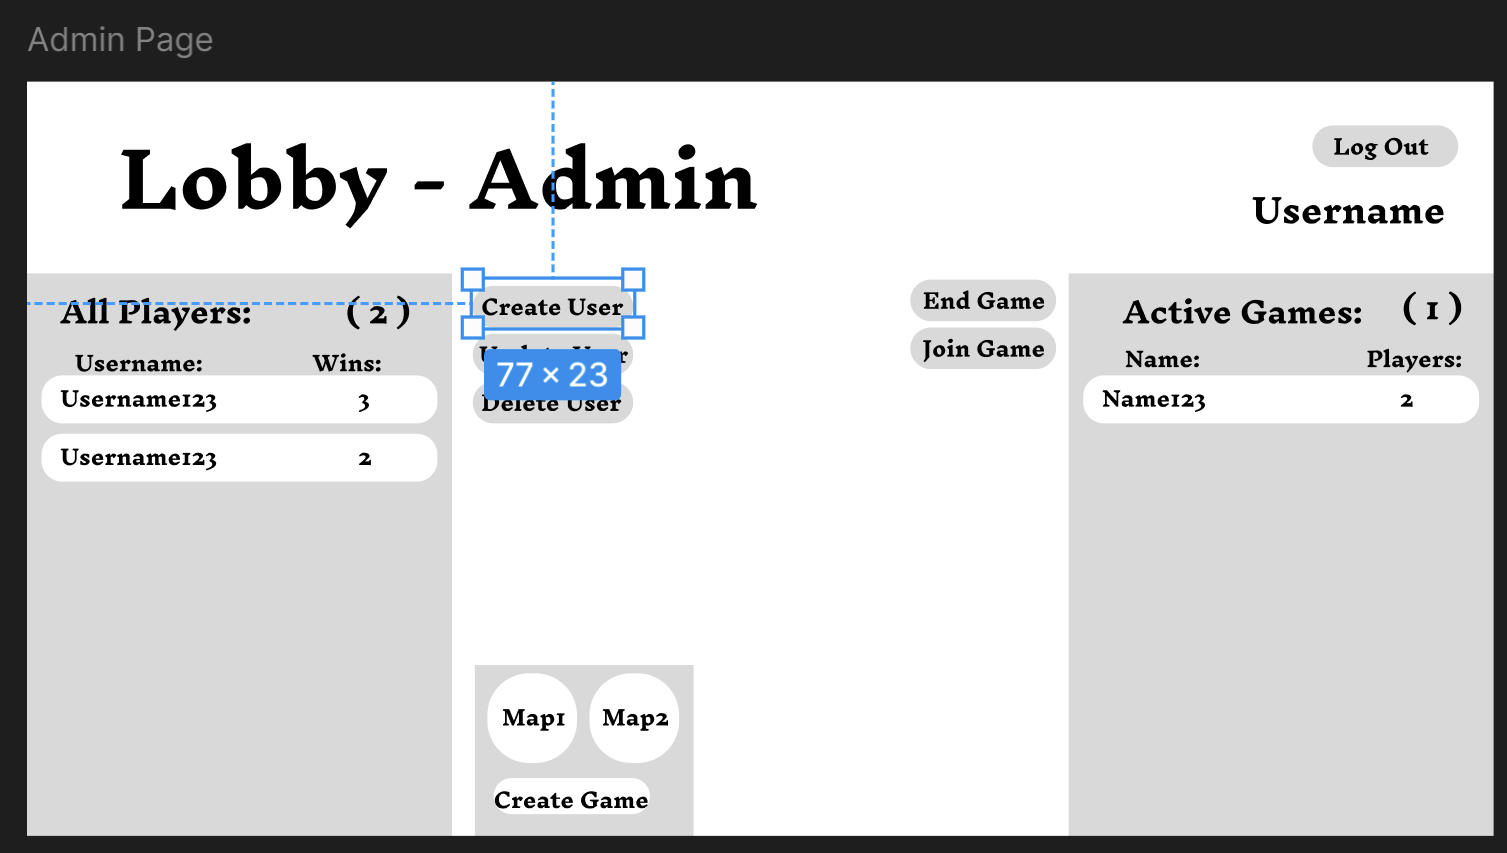 Admin Page
Lobby - Admin
Log Out
Username
All Players: ( 2 )
Username: Wins:
Username123 3
Username123 2
Create User
77 × 23
Delete User
End Game
Join Game
Active Games: ( 1 )
Name: Players:
Name123 2
Map1 Map2
Create Game